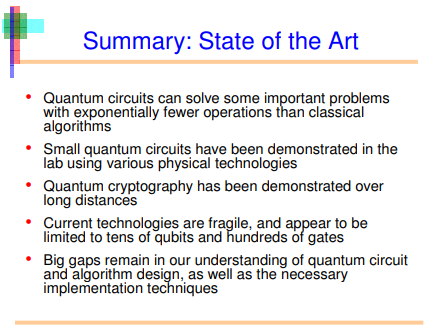 Summary: State of the Art
• Quantum circuits can solve some important problems
with exponentially fewer operations than classical
algorithms
• Small quantum circuits have been demonstrated in the
lab using various physical technologies
• Quantum cryptography has been demonstrated over
long distances
• Current technologies are fragile, and appear to be
limited to tens of qubits and hundreds of gates
• Big gaps remain in our understanding of quantum circuit
and algorithm design, as well as the necessary
implementation techniques